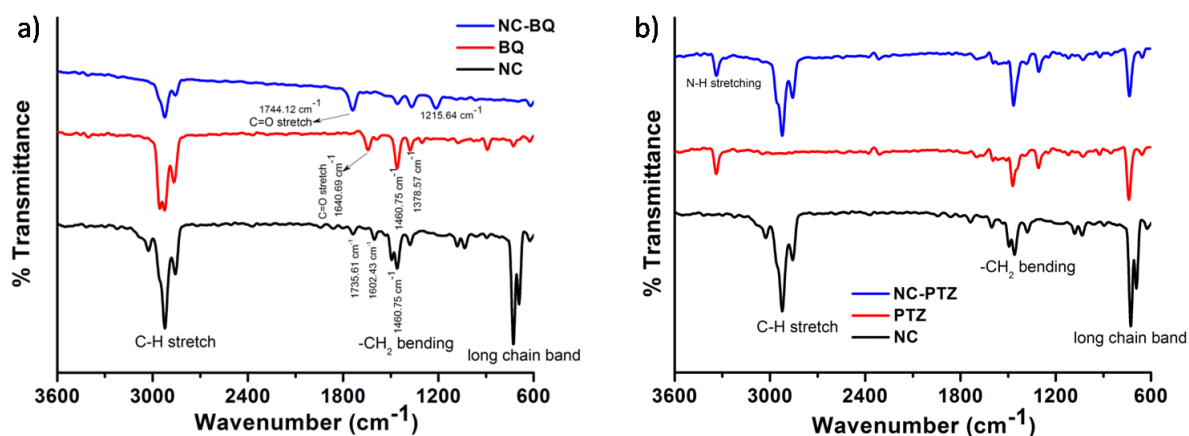 a)
NC-BQ
BQ
NC
1744.12 cm⁻¹
C=O stretch
1215.64 cm⁻¹
C=O stretch
1640.69 cm⁻¹
1460.75 cm⁻¹
1378.57 cm⁻¹
1735.61 cm⁻¹
1602.43 cm⁻¹
1460.75 cm⁻¹
C-H stretch
-CH₂ bending
long chain band
% Transmittance
3600 3000 2400 1800 1200 600
Wavenumber (cm⁻¹)
b)
N-H stretching
-CH₂ bending
NC-PTZ
PTZ
NC
C-H stretch
long chain band
% Transmittance
3600 3000 2400 1800 1200 600
Wavenumber (cm⁻¹)